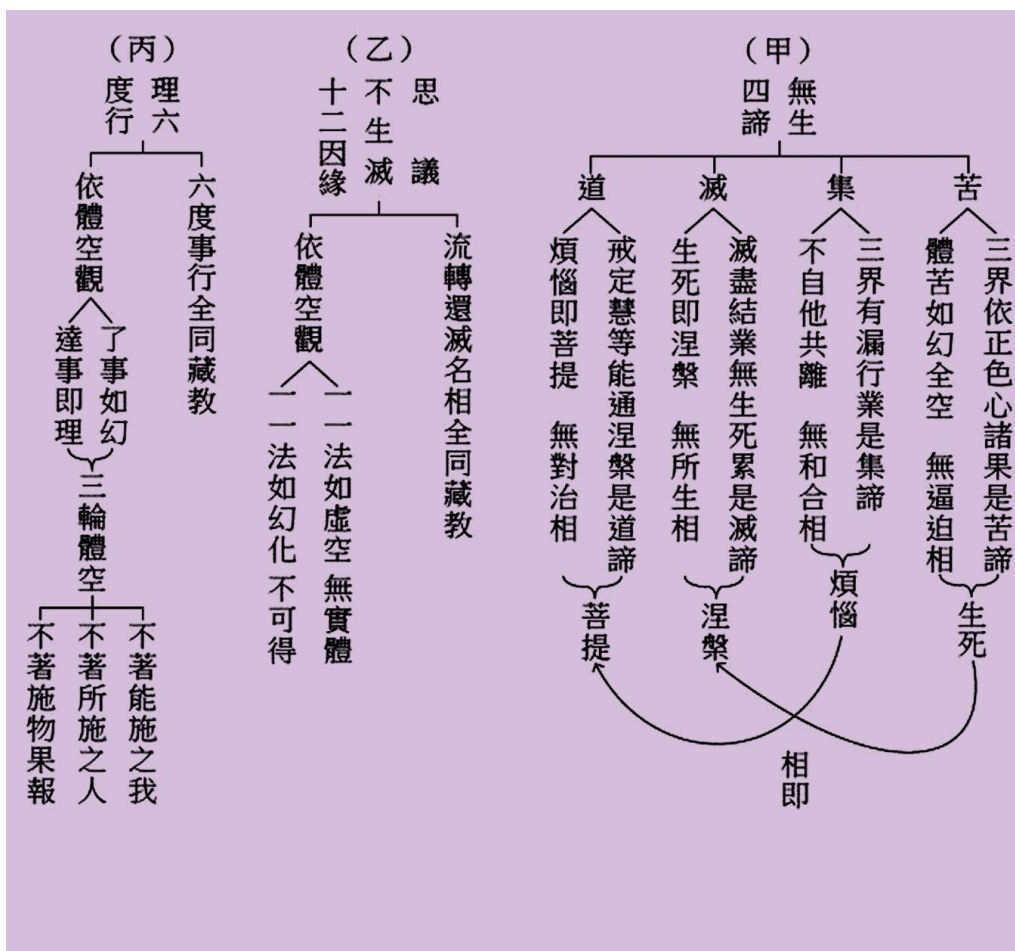 （甲）
無生
四諦
苦
三界依正色心諸果是苦諦
體苦如幻全空　無逼迫相
生死
集
三界有漏行業是集諦
不自他共離　無和合相
煩惱
滅
滅盡結業無生死累是滅諦
生死即涅槃　無所生相
涅槃
道
戒定慧等能通涅槃是道諦
煩惱即菩提　無對治相
菩提
相即
（乙）
思議
不生滅
十二因緣
流轉還滅名相全同藏教
依體空觀
一一法如虛空　無實體
一一法如幻化　不可得
（丙）
理六
度行
六度事行全同藏教
依體空觀
了事如幻
達事即理
三輪體空
不著能施之我
不著所施之人
不著施物果報